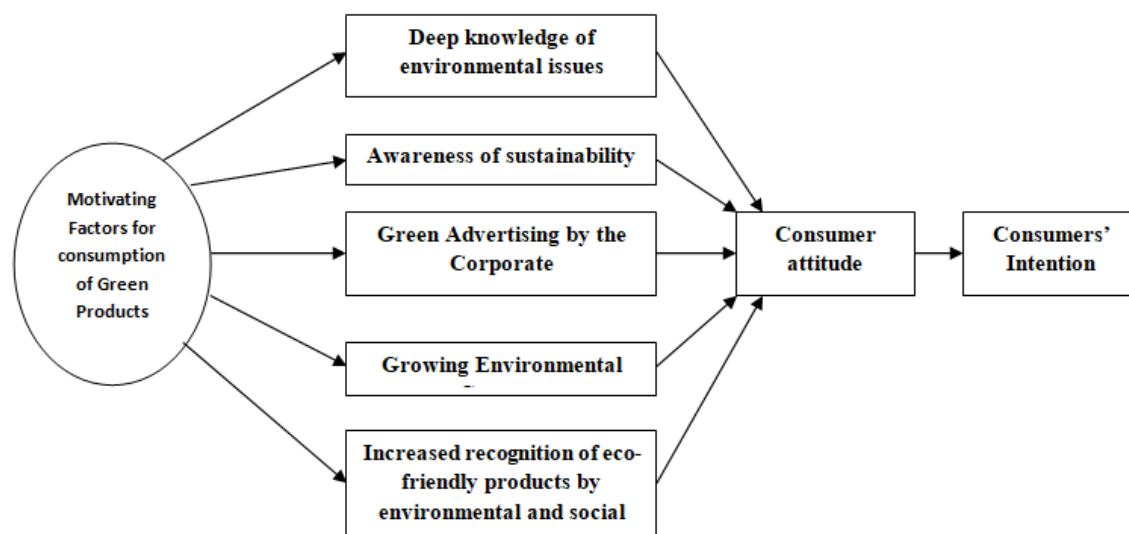 Motivating
Factors for
consumption
of Green
Products
Deep knowledge of
environmental issues
Awareness of sustainability
Green Advertising by the
Corporate
Growing Environmental
Increased recognition of eco-
friendly products by
environmental and social
Consumer
attitude
Consumers’
Intention